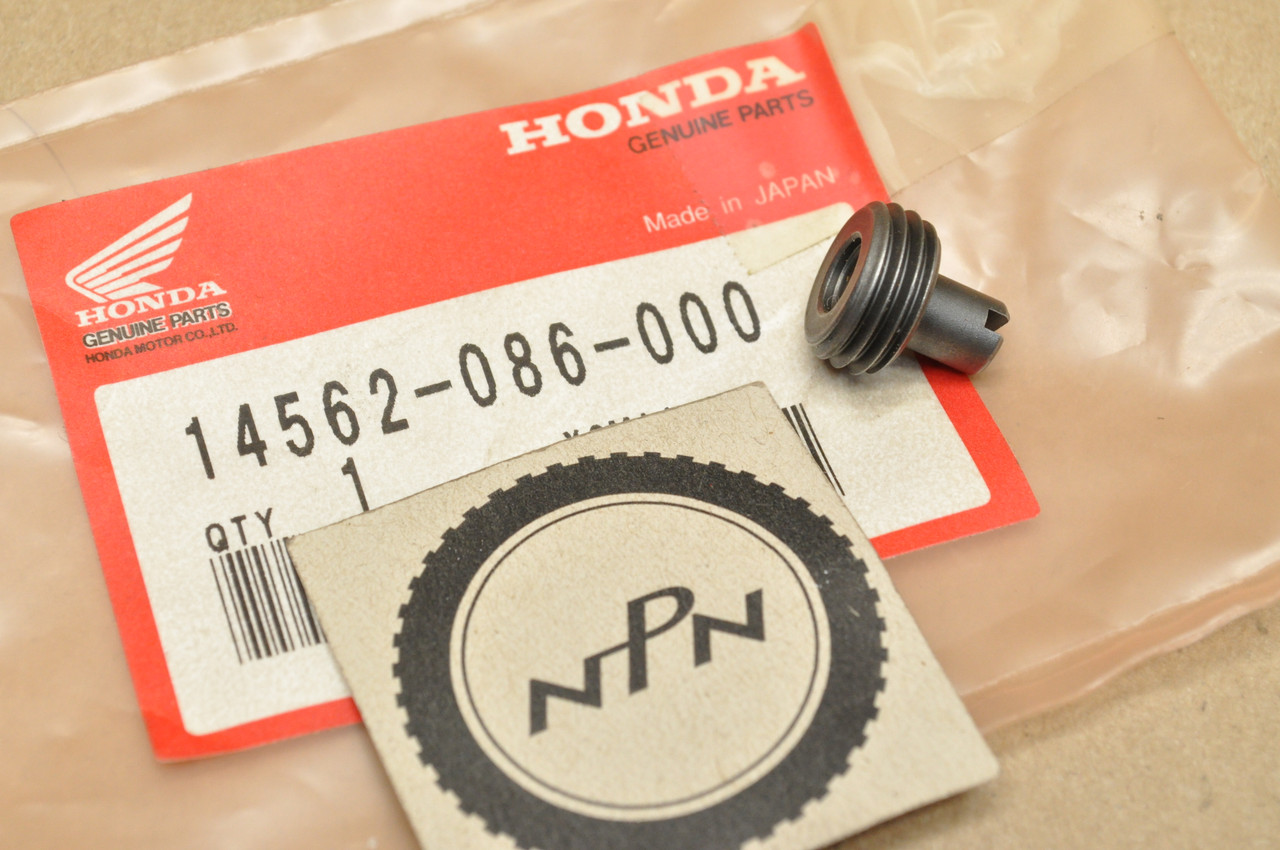 HONDA
GENUINE PARTS
Made in JAPAN
HONDA
GENUINE PARTS
HONDA MOTOR CO.,LTD.
14562-086-000
QTY 1
NPN